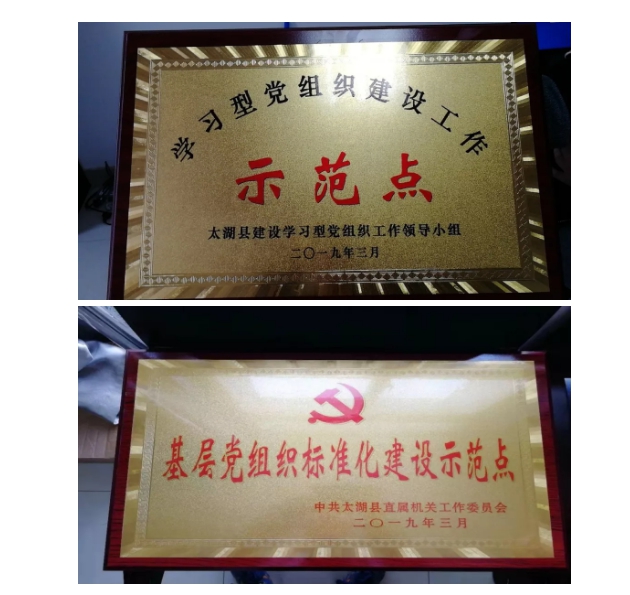 学习型党组织建设工作
示范点
太湖县建设学习型党组织工作领导小组
二〇一九年三月
基层党组织标准化建设示范点
中共太湖县直属机关工作委员会
二〇一九年三月